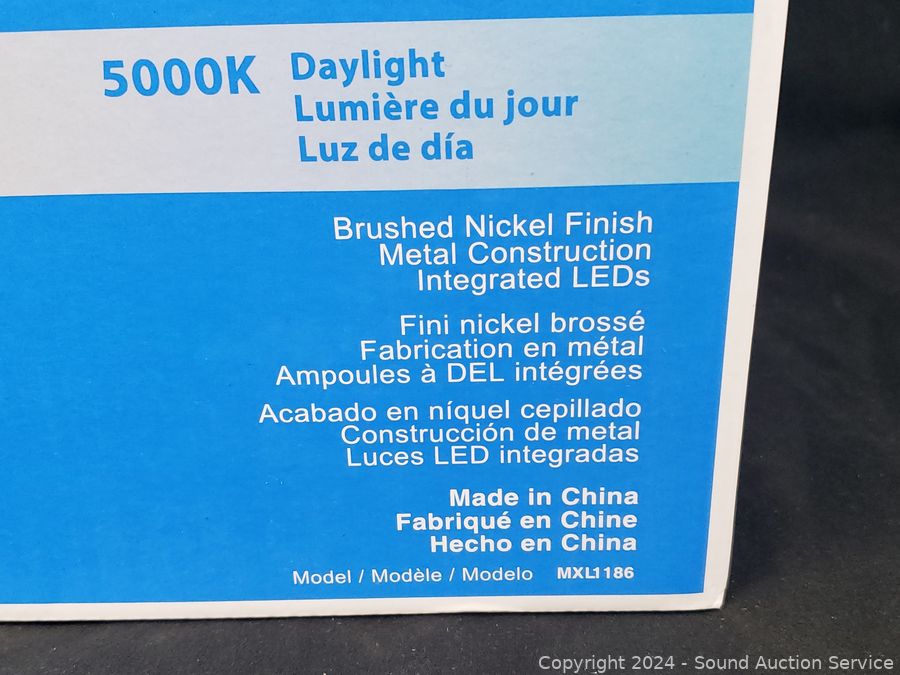 5000K Daylight
Lumière du jour
Luz de día
Brushed Nickel Finish
Metal Construction
Integrated LEDs
Fini nickel brossé
Fabrication en métal
Ampoules à DEL intégrées
Acabado en níquel cepillado
Construcción de metal
Luces LED integradas
Made in China
Fabriqué en Chine
Hecho en China
Model / Modèle / Modelo MXL1186
Copyright 2024 - Sound Auction Service